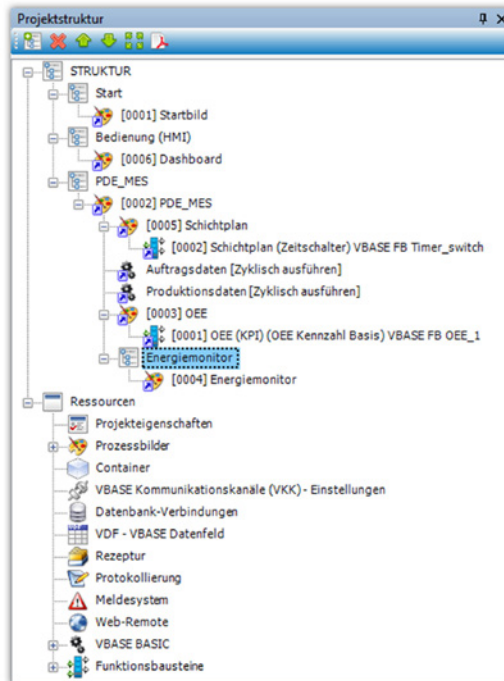 Projektstruktur
STRUKTUR
Start
[0001] Startbild
Bedienung (HMI)
[0006] Dashboard
PDE_MES
[0002] PDE_MES
[0005] Schichtplan
[0002] Schichtplan (Zeitschalter) VBASE FB Timer_switch
Auftragsdaten [Zyklisch ausführen]
Produktionsdaten [Zyklisch ausführen]
[0003] OEE
[0001] OEE (KPI) (OEE Kennzahl Basis) VBASE FB OEE_1
Energiemonitor
[0004] Energiemonitor
Ressourcen
Projekteigenschaften
Prozessbilder
Container
VBASE Kommunikationskanäle (VKK) - Einstellungen
Datenbank-Verbindungen
VDF - VBASE Datenfeld
Rezeptur
Protokollierung
Meldesystem
Web-Remote
VBASE BASIC
Funktionsbausteine